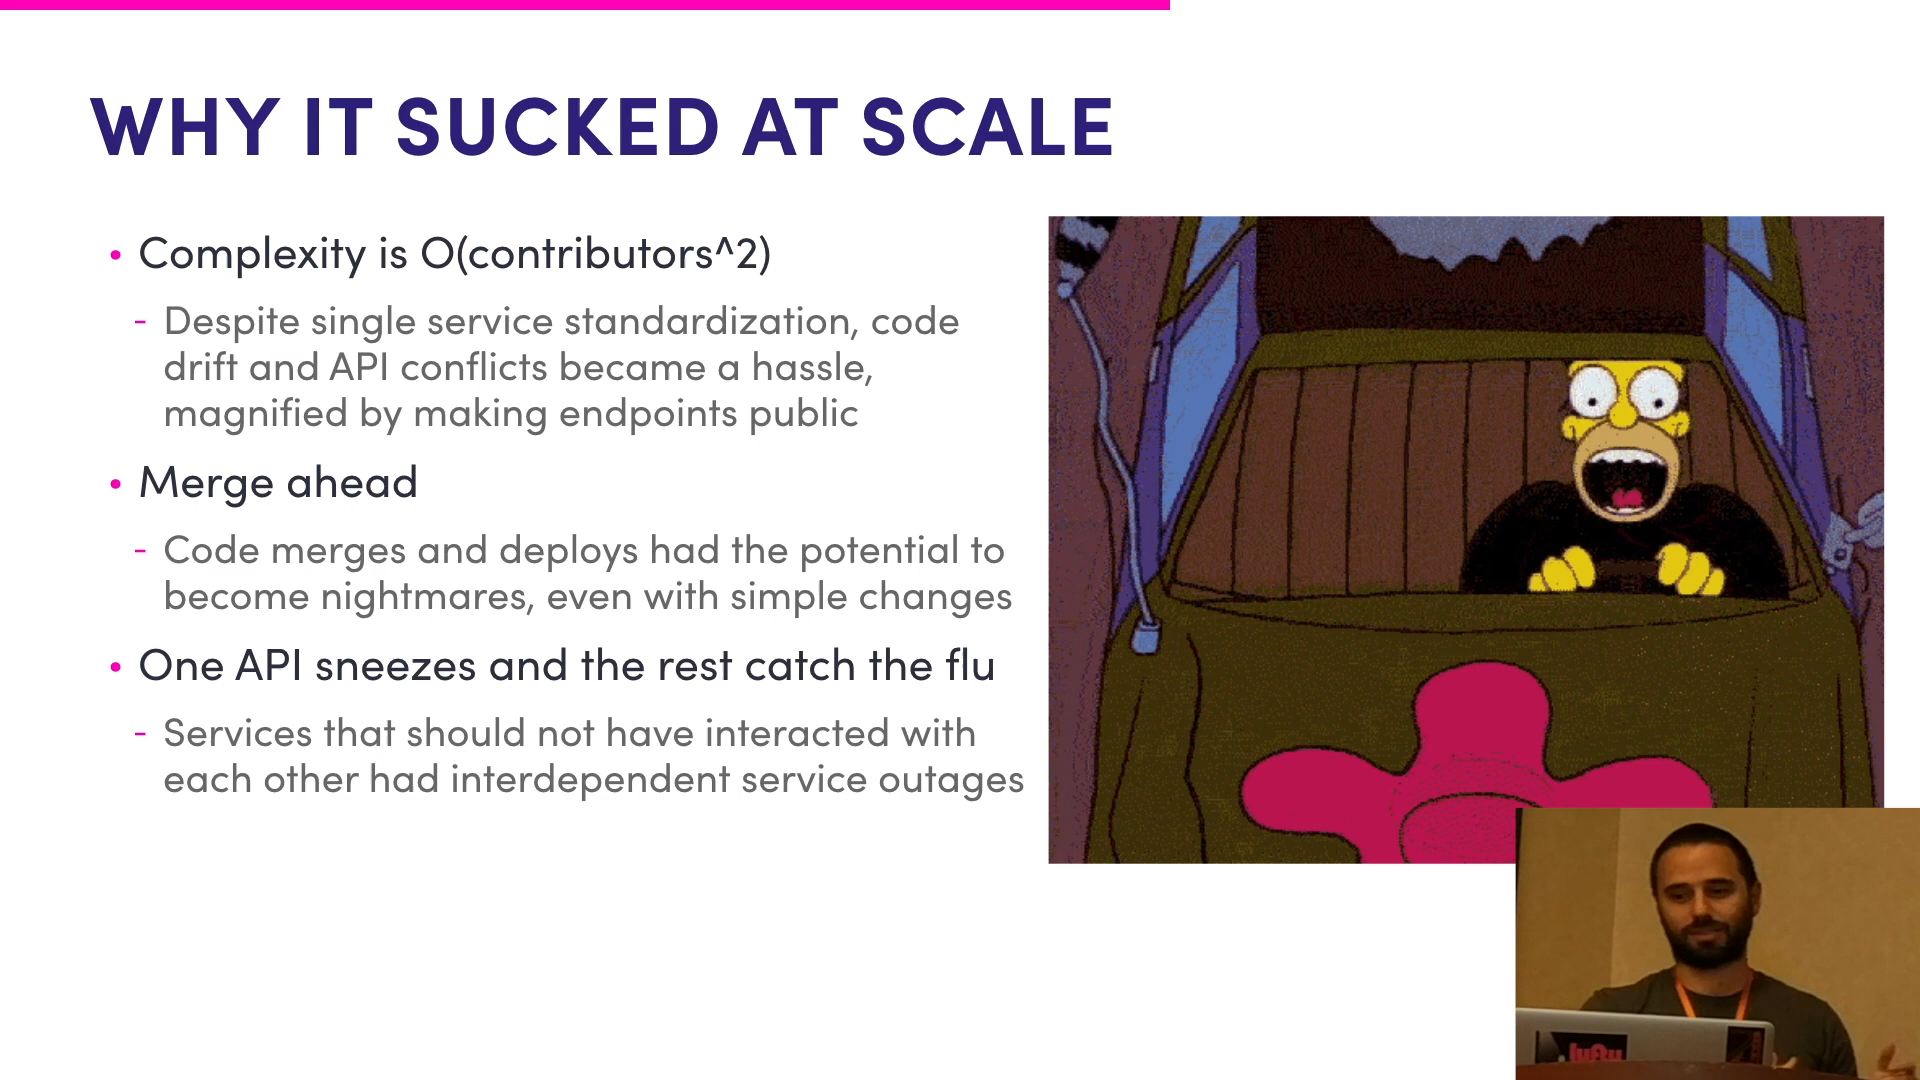 WHY IT SUCKED AT SCALE
• Complexity is O(contributors^2)
- Despite single service standardization, code
drift and API conflicts became a hassle,
magnified by making endpoints public
• Merge ahead
- Code merges and deploys had the potential to
become nightmares, even with simple changes
• One API sneezes and the rest catch the flu
- Services that should not have interacted with
each other had interdependent service outages